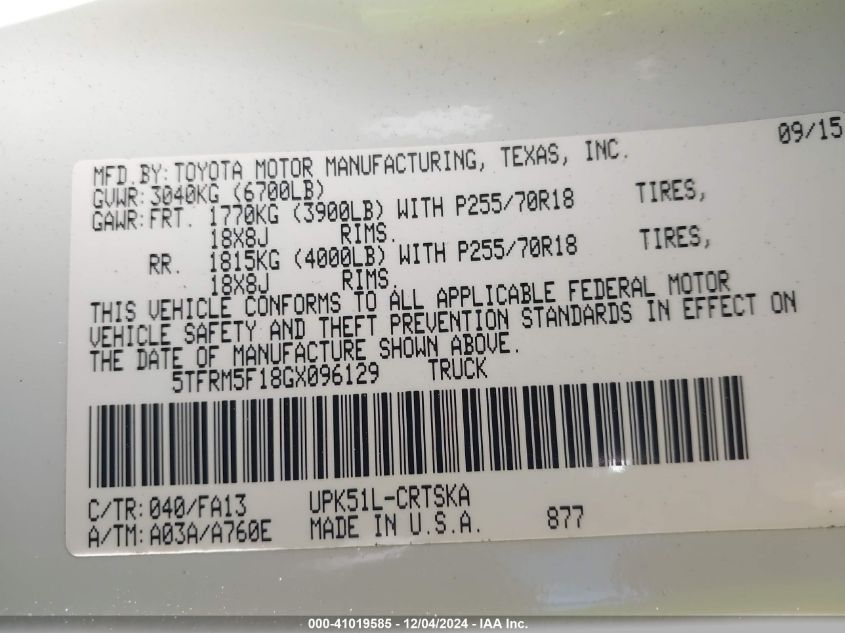 09/15
MFD.BY:TOYOTA MOTOR MANUFACTURING, TEXAS, INC.
GVWR:3040KG (6700LB)
GAWR:FRT. 1770KG (3900LB) WITH P255/70R18 TIRES,
18X8J RIMS.
RR. 1815KG (4000LB) WITH P255/70R18 TIRES,
18X8J RIMS.
THIS VEHICLE CONFORMS TO ALL APPLICABLE FEDERAL MOTOR
VEHICLE SAFETY AND THEFT PREVENTION STANDARDS IN EFFECT ON
THE DATE OF MANUFACTURE SHOWN ABOVE.
5TFRM5F18GX096129 TRUCK
C/TR:040/FA13 UPK51L-CRTSKA
A/TM:A03A/A760E MADE IN U.S.A. 877
000-41019585 - 12/04/2024 - IAA Inc.